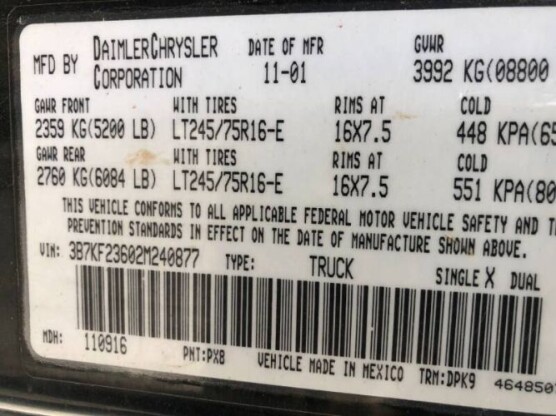 MFD BY DAIMLERCHRYSLER CORPORATION DATE OF MFR 11-01 GVWR 3992 KG(08800
GAWR FRONT WITH TIRES RIMS AT COLD
2359 KG(5200 LB) LT245/75R16-E 16X7.5 448 KPA(65
GAWR REAR WITH TIRES RIMS AT COLD
2760 KG(6084 LB) LT245/75R16-E 16X7.5 551 KPA(80
THIS VEHICLE CONFORMS TO ALL APPLICABLE FEDERAL MOTOR VEHICLE SAFETY AND T
PREVENTION STANDARDS IN EFFECT ON THE DATE OF MANUFACTURE SHOWN ABOVE.
VIN: 3B7KF23602M240877 TYPE: TRUCK SINGLE X DUAL
MDH: 110916 PNT:PX8 VEHICLE MADE IN MEXICO TRM:DPK9 464850